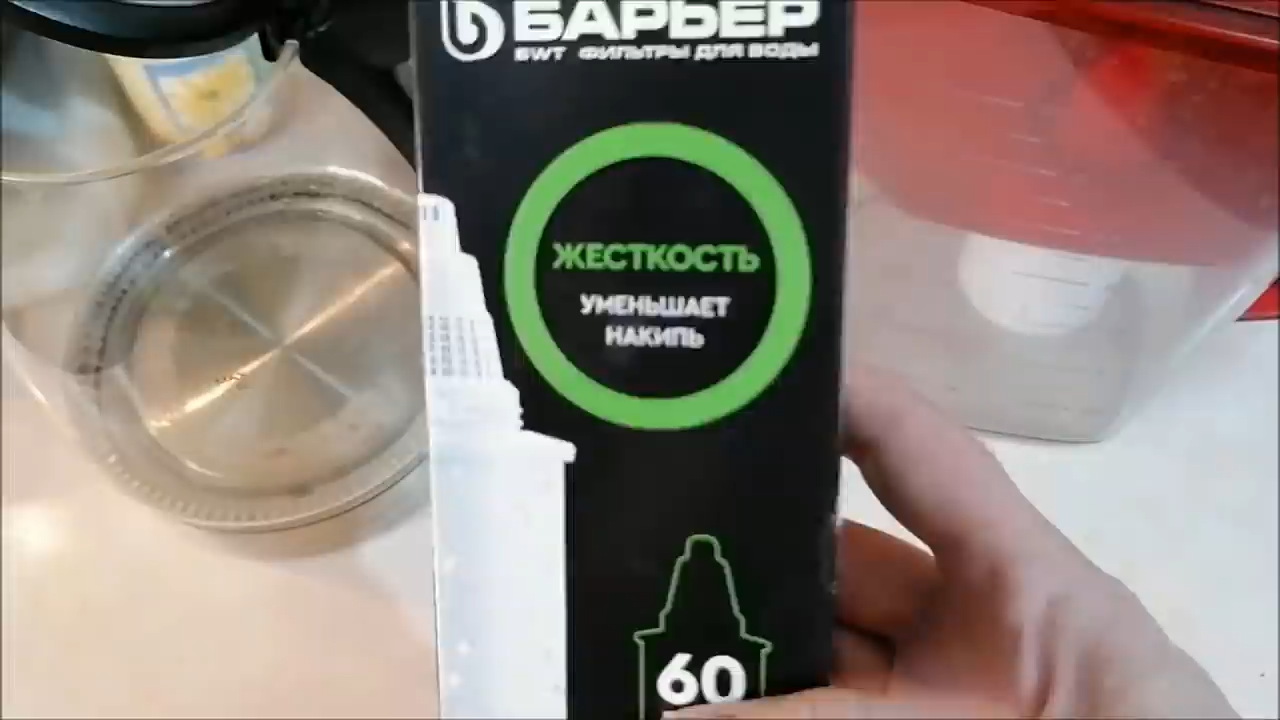 БАРЬЕР
BWT ФИЛЬТРЫ ДЛЯ ВОДЫ
ЖЕСТКОСТЬ
УМЕНЬШАЕТ
НАКИПЬ
60